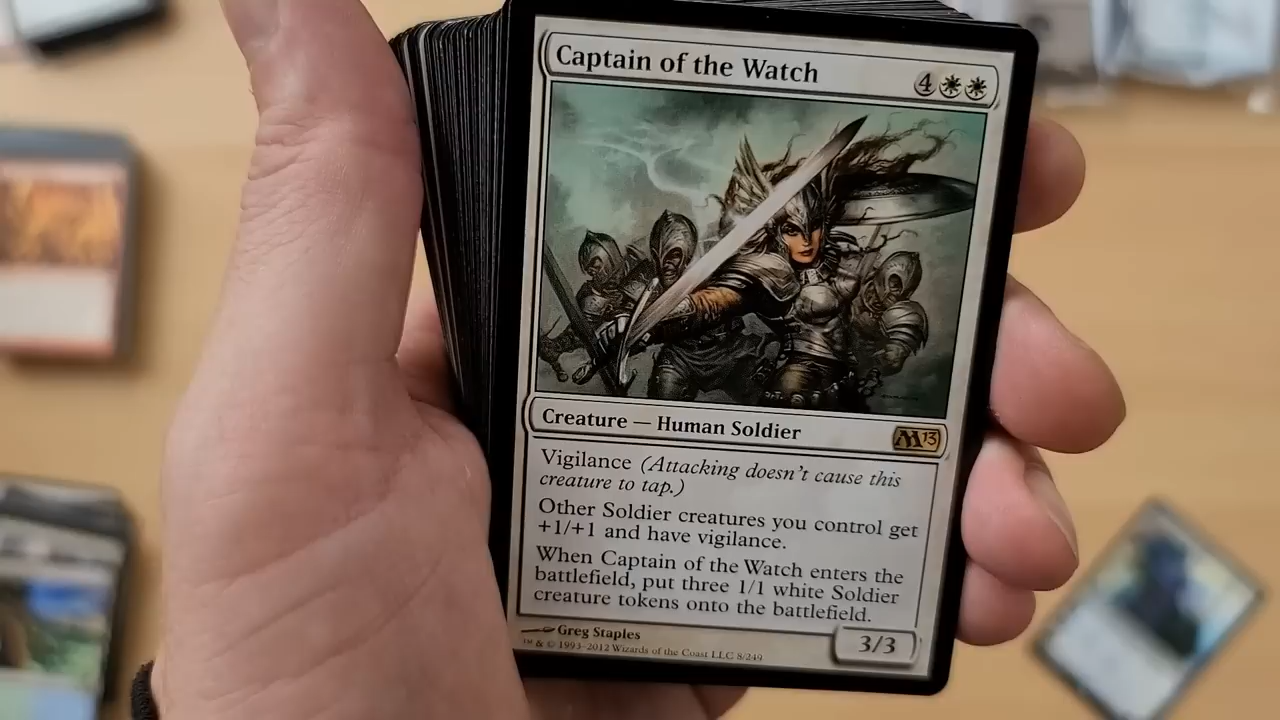 Captain of the Watch 4
Creature — Human Soldier M13
Vigilance (Attacking doesn't cause this
creature to tap.)
Other Soldier creatures you control get
+1/+1 and have vigilance.
When Captain of the Watch enters the
battlefield, put three 1/1 white Soldier
creature tokens onto the battlefield.
Greg Staples
™ & © 1993–2012 Wizards of the Coast LLC 8/249
3/3